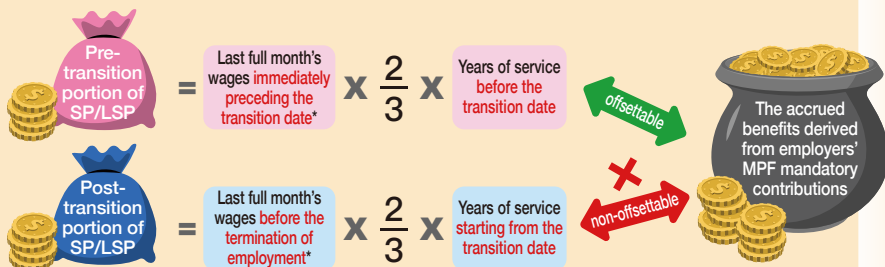 Pre-
transition
portion of
SP/LSP
=
Last full month's
wages immediately
preceding the
transition date*
X
2
3
X
Years of service
before the
transition date
offsettable
Post-
transition
portion of
SP/LSP
=
Last full month's
wages before the
termination of
employment*
X
2
3
X
Years of service
starting from the
transition date
non-offsettable
The accrued
benefits derived
from employers'
MPF mandatory
contributions